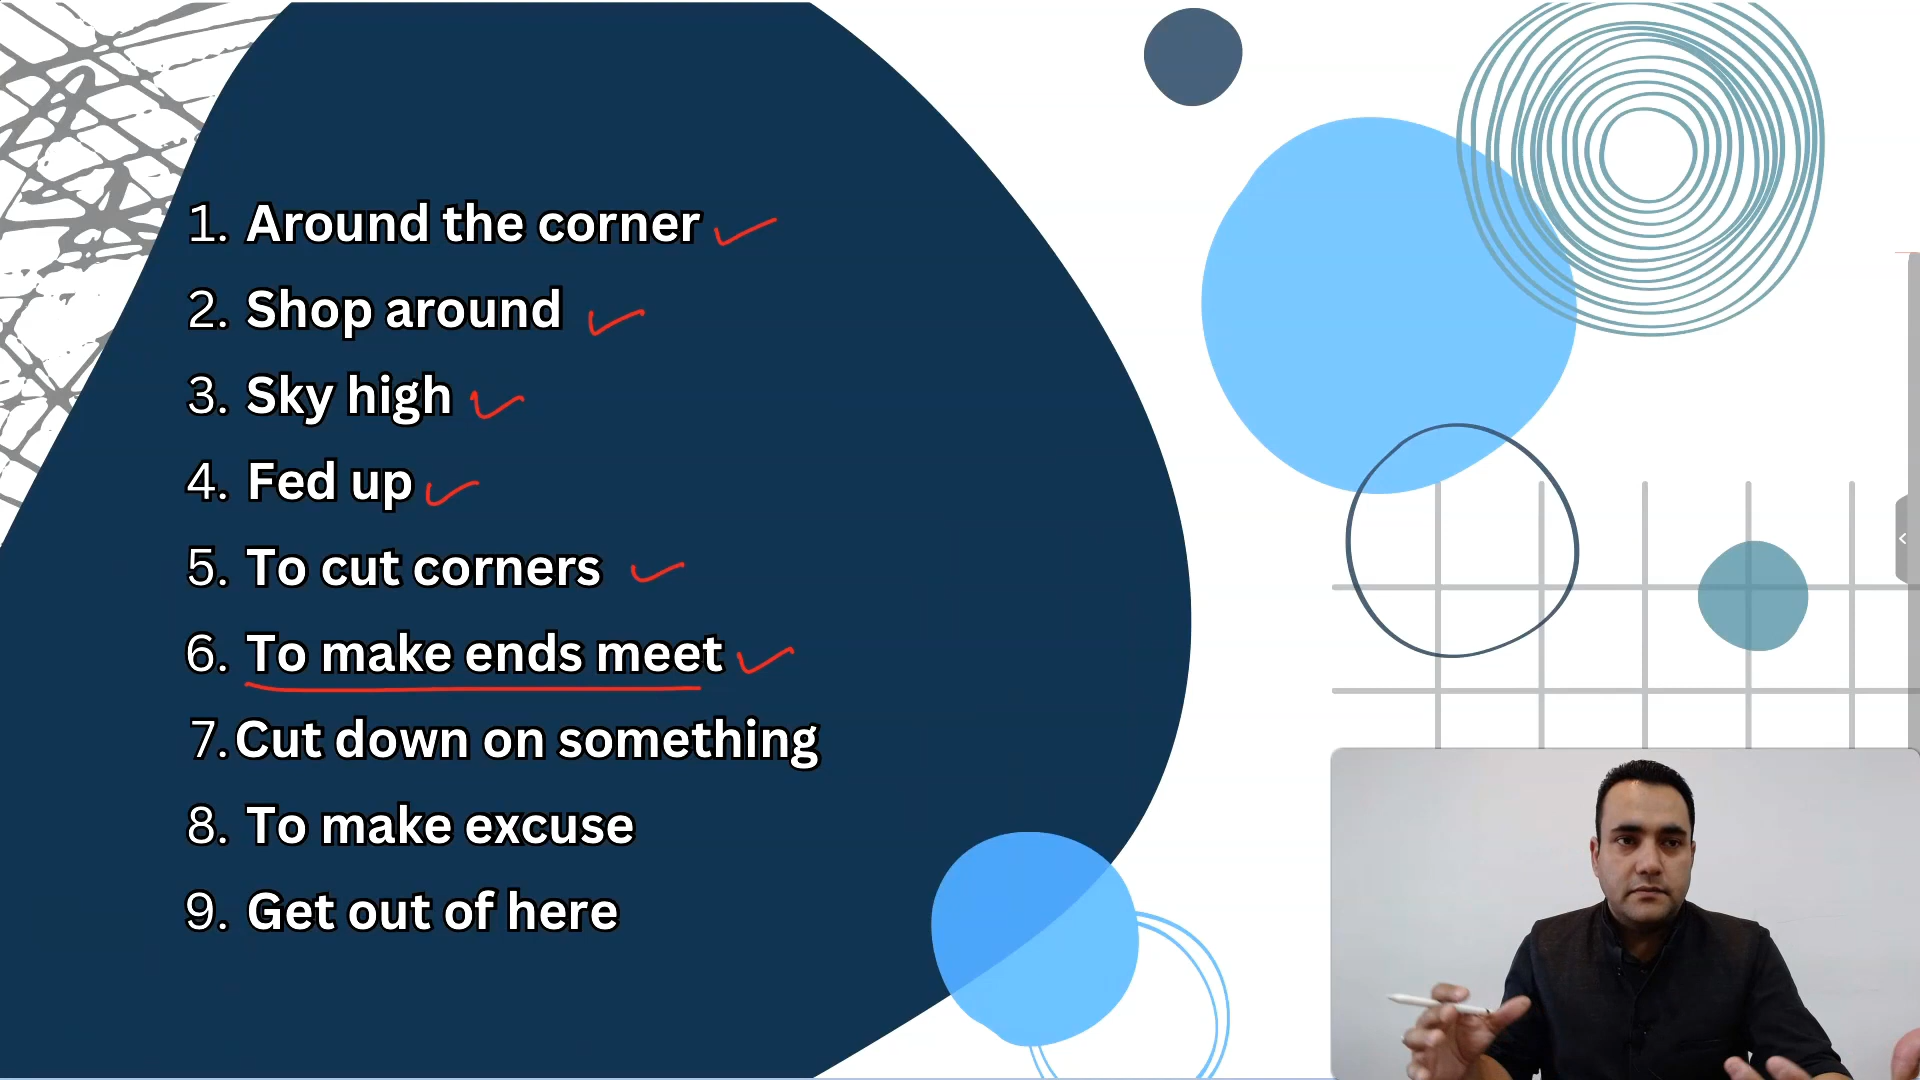 1. Around the corner
2. Shop around
3. Sky high
4. Fed up
5. To cut corners
6. To make ends meet
7. Cut down on something
8. To make excuse
9. Get out of here